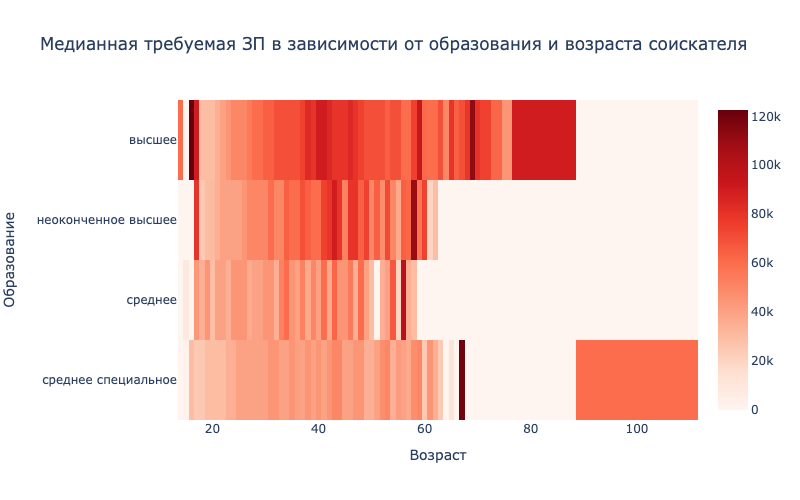 Медианная требуемая ЗП в зависимости от образования и возраста соискателя
Образование
высшее
неоконченное высшее
среднее
среднее специальное
20
40
60
80
100
Возраст
120k
100k
80k
60k
40k
20k
0